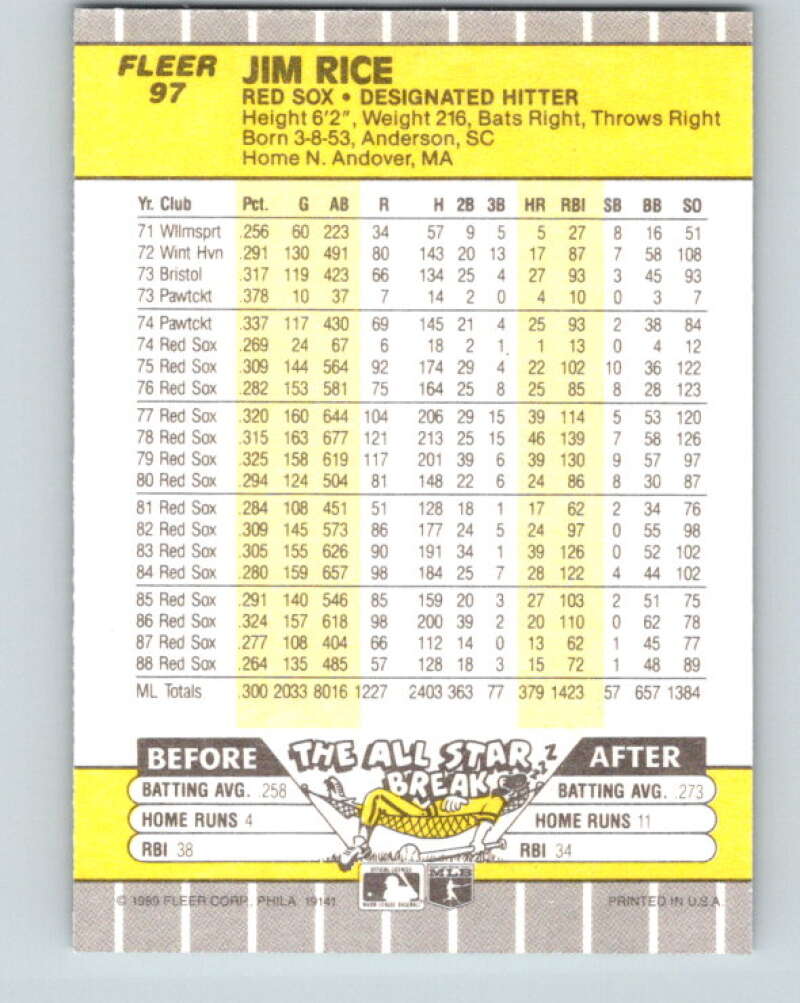 FLEER
97
JIM RICE
RED SOX • DESIGNATED HITTER
Height 6'2", Weight 216, Bats Right, Throws Right
Born 3-8-53, Anderson, SC
Home N. Andover, MA
Yr. Club Pct. G AB R H 2B 3B HR RBI SB BB SO
71 Wllmsprt .256 60 223 34 57 9 5 5 27 8 16 51
72 Wint Hvn .291 130 491 80 143 20 13 17 87 7 58 108
73 Bristol .317 119 423 66 134 25 4 27 93 3 45 93
73 Pawtckt .378 10 37 7 14 2 0 4 10 0 3 7
74 Pawtckt .337 117 430 69 145 21 4 25 93 2 38 84
74 Red Sox .269 24 67 6 18 2 1 1 13 0 4 12
75 Red Sox .309 144 564 92 174 29 4 22 102 10 36 122
76 Red Sox .282 153 581 75 164 25 8 25 85 8 28 123
77 Red Sox .320 160 644 104 206 29 15 39 114 5 53 120
78 Red Sox .315 163 677 121 213 25 15 46 139 7 58 126
79 Red Sox .325 158 619 117 201 39 6 39 130 9 57 97
80 Red Sox .294 124 504 81 148 22 6 24 86 8 30 87
81 Red Sox .284 108 451 51 128 18 1 17 62 2 34 76
82 Red Sox .309 145 573 86 177 24 5 24 97 0 55 98
83 Red Sox .305 155 626 90 191 34 1 39 126 0 52 102
84 Red Sox .280 159 657 98 184 25 7 28 122 4 44 102
85 Red Sox .291 140 546 85 159 20 3 27 103 2 51 75
86 Red Sox .324 157 618 98 200 39 2 20 110 0 62 78
87 Red Sox .277 108 404 66 112 14 0 13 62 1 45 77
88 Red Sox .264 135 485 57 128 18 3 15 72 1 48 89
ML Totals .300 2033 8016 1227 2403 363 77 379 1423 57 657 1384
BEFORE THE ALL STAR BREAK AFTER
ZZZZ
BATTING AVG. .258 BATTING AVG. .273
HOME RUNS 4 HOME RUNS 11
RBI 38 RBI 34
MLB
© 1989 FLEER CORP., PHILA. 19141 PRINTED IN U.S.A.